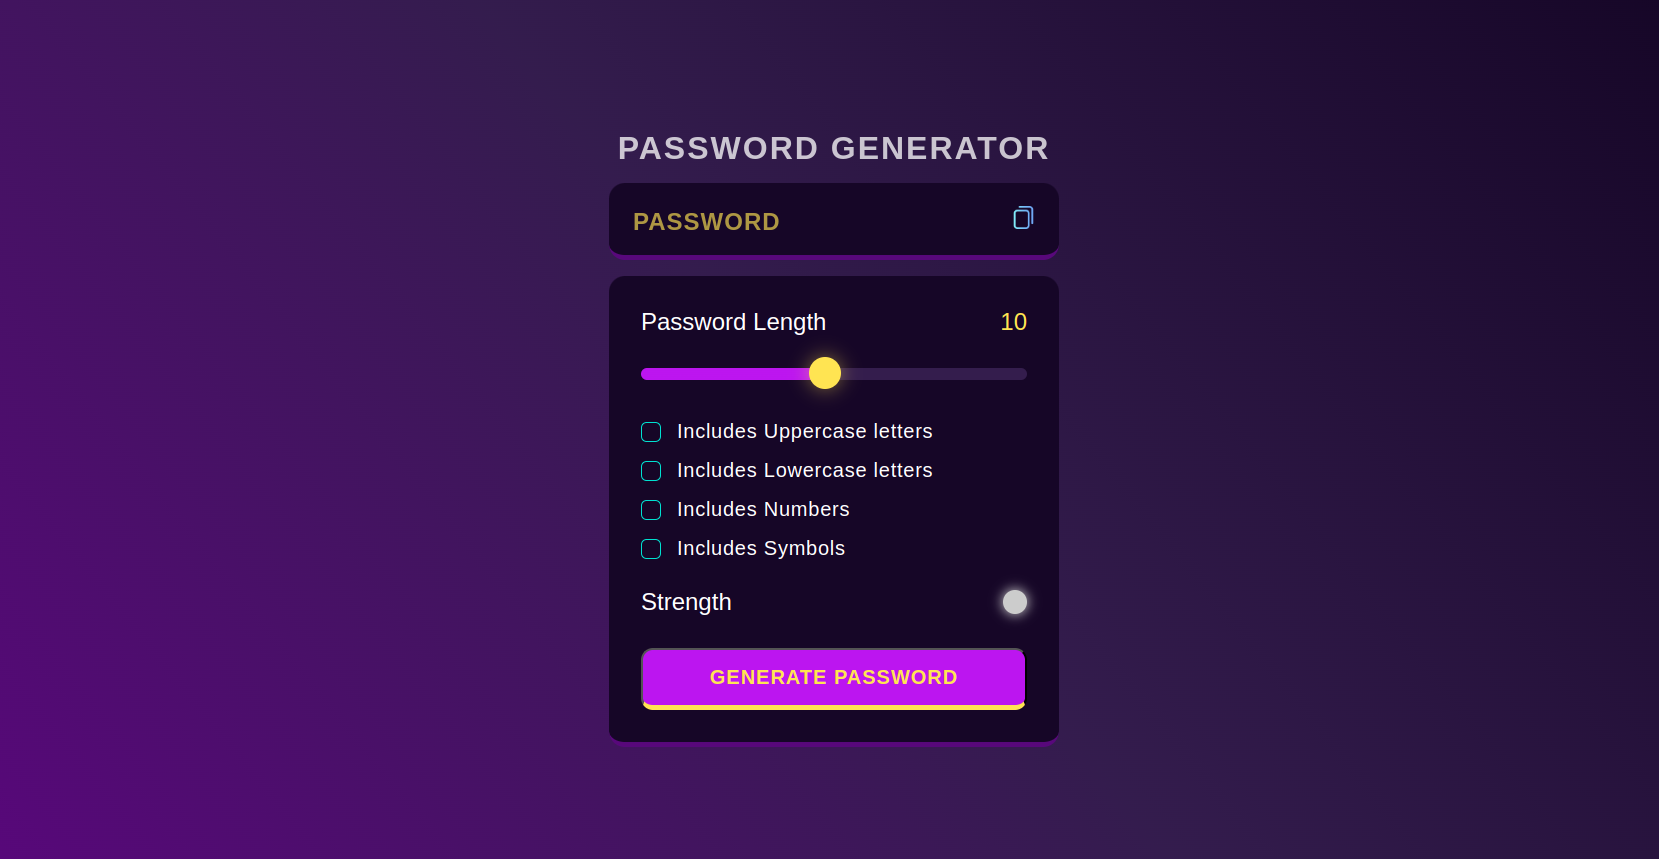 PASSWORD GENERATOR
PASSWORD
Password Length 10
Includes Uppercase letters
Includes Lowercase letters
Includes Numbers
Includes Symbols
Strength
GENERATE PASSWORD